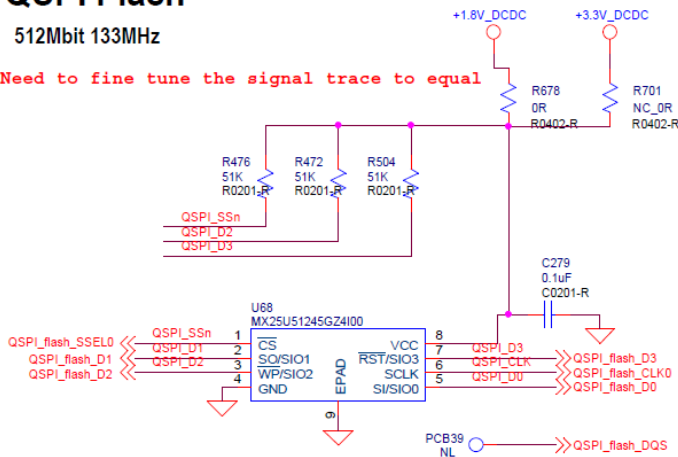 QSPI Flash
512Mbit 133MHz
Need to fine tune the signal trace to equal
+1.8V_DCDC
+3.3V_DCDC
R678
0R
R0402-R
R701
NC_0R
R0402-R
R476
51K
R0201-R
R472
51K
R0201-R
R504
51K
R0201-R
QSPI_SSn
QSPI_D2
QSPI_D3
C279
0.1uF
C0201-R
U68
MX25U51245GZ4I00
QSPI_flash_SSEL0
QSPI_SSn
1
CS
VCC
8
QSPI_flash_D1
QSPI_D1
2
SO/SIO1
RST/SIO3
7
QSPI_D3
QSPI_flash_D3
QSPI_flash_D2
QSPI_D2
3
WP/SIO2
SCLK
6
QSPI_CLK
QSPI_flash_CLK0
4
GND
EPAD
SI/SIO0
5
QSPI_D0
QSPI_flash_D0
9
PCB39
NL
QSPI_flash_DQS